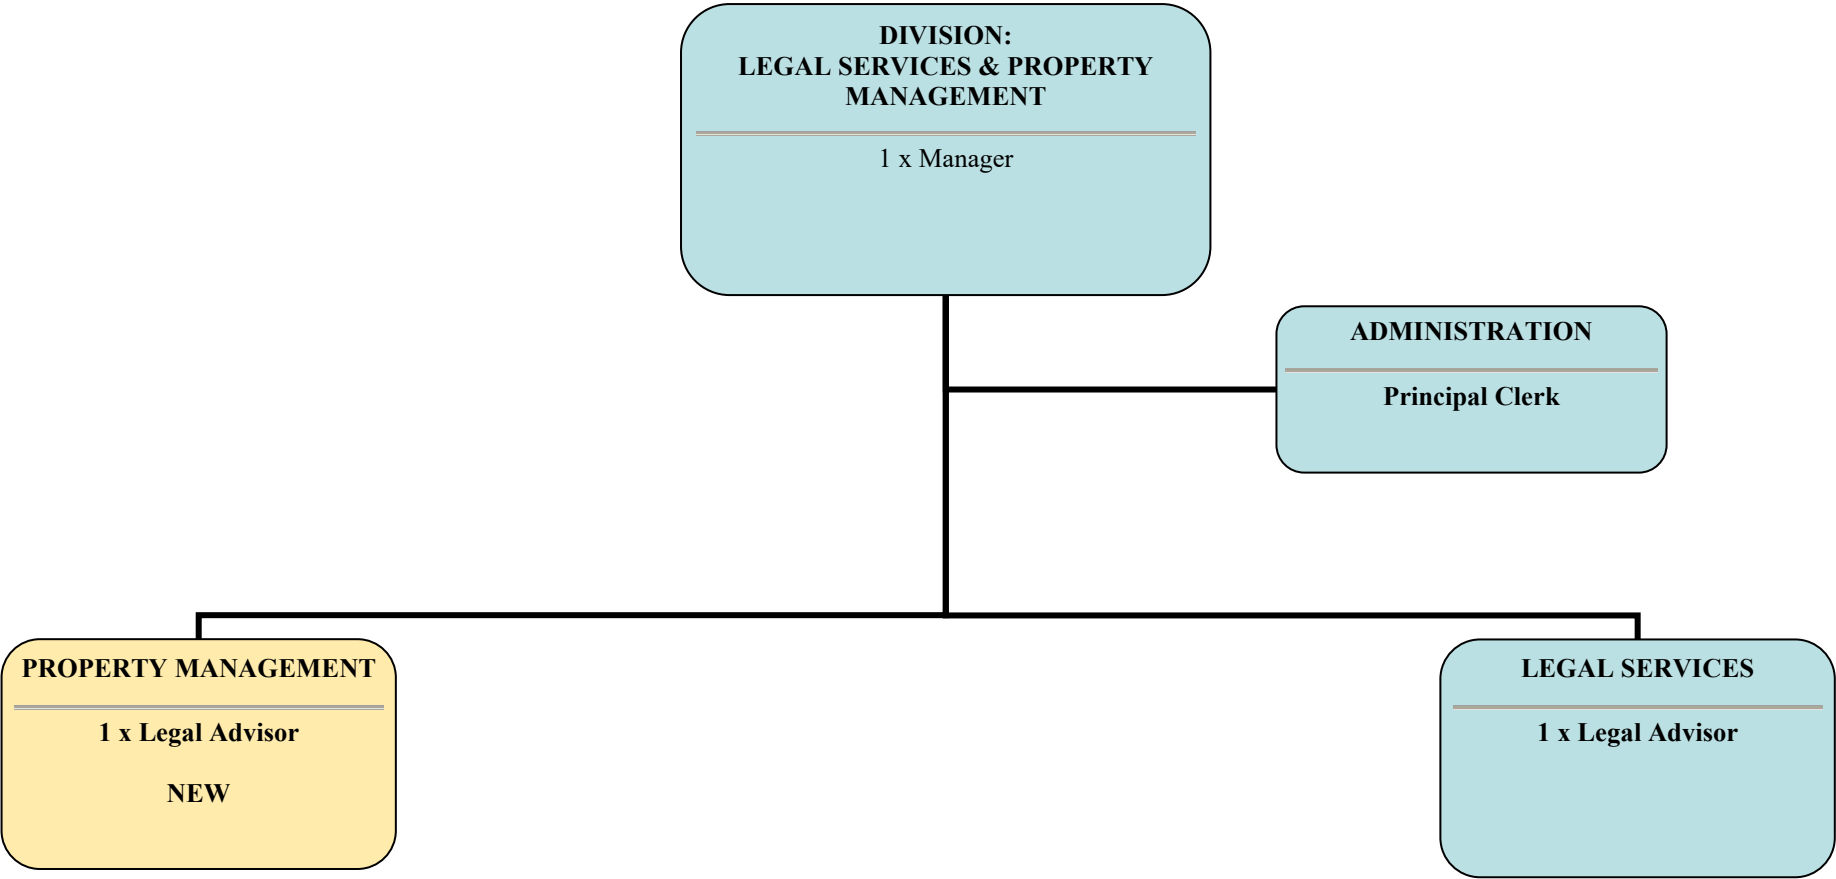 DIVISION:
LEGAL SERVICES & PROPERTY
MANAGEMENT
1 x Manager
ADMINISTRATION
Principal Clerk
PROPERTY MANAGEMENT
1 x Legal Advisor
NEW
LEGAL SERVICES
1 x Legal Advisor